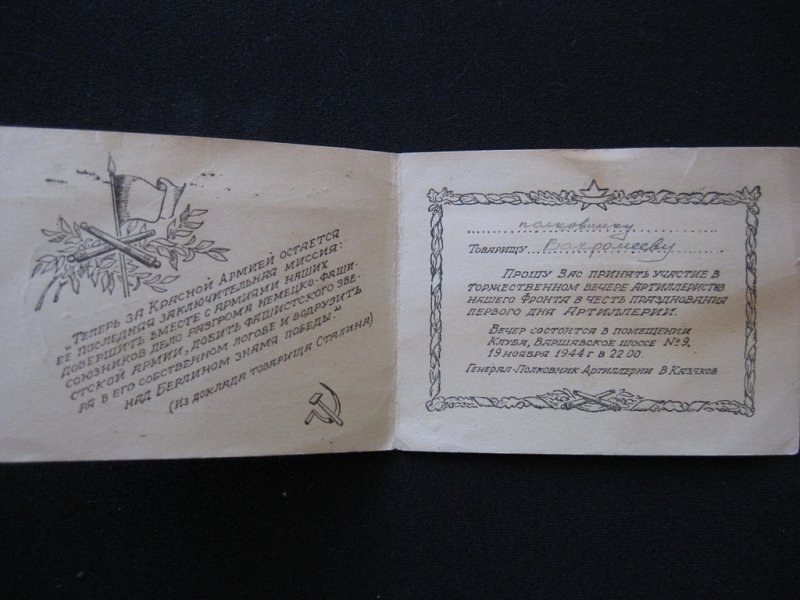 "Теперь за Красной Армией остается
ее последняя заключительная миссия:
довершить вместе с армиями наших
союзников дело разгрома немецко-фаши-
стской армии, добить фашистского зве-
ря в его собственном логове и водрузить
над Берлином знамя победы."
(Из доклада товарища Сталина)
полковнику
Товарищу Вахромееву
Прошу Вас принять участие в
торжественном вечере артиллеристов
нашего фронта в честь празднования
первого дня Артиллерии.
Вечер состоится в помещении
Клуба, Варшавское шоссе №9,
19 ноября 1944 г в 22 00.
Генерал-Полковник Артиллерии В.Казаков